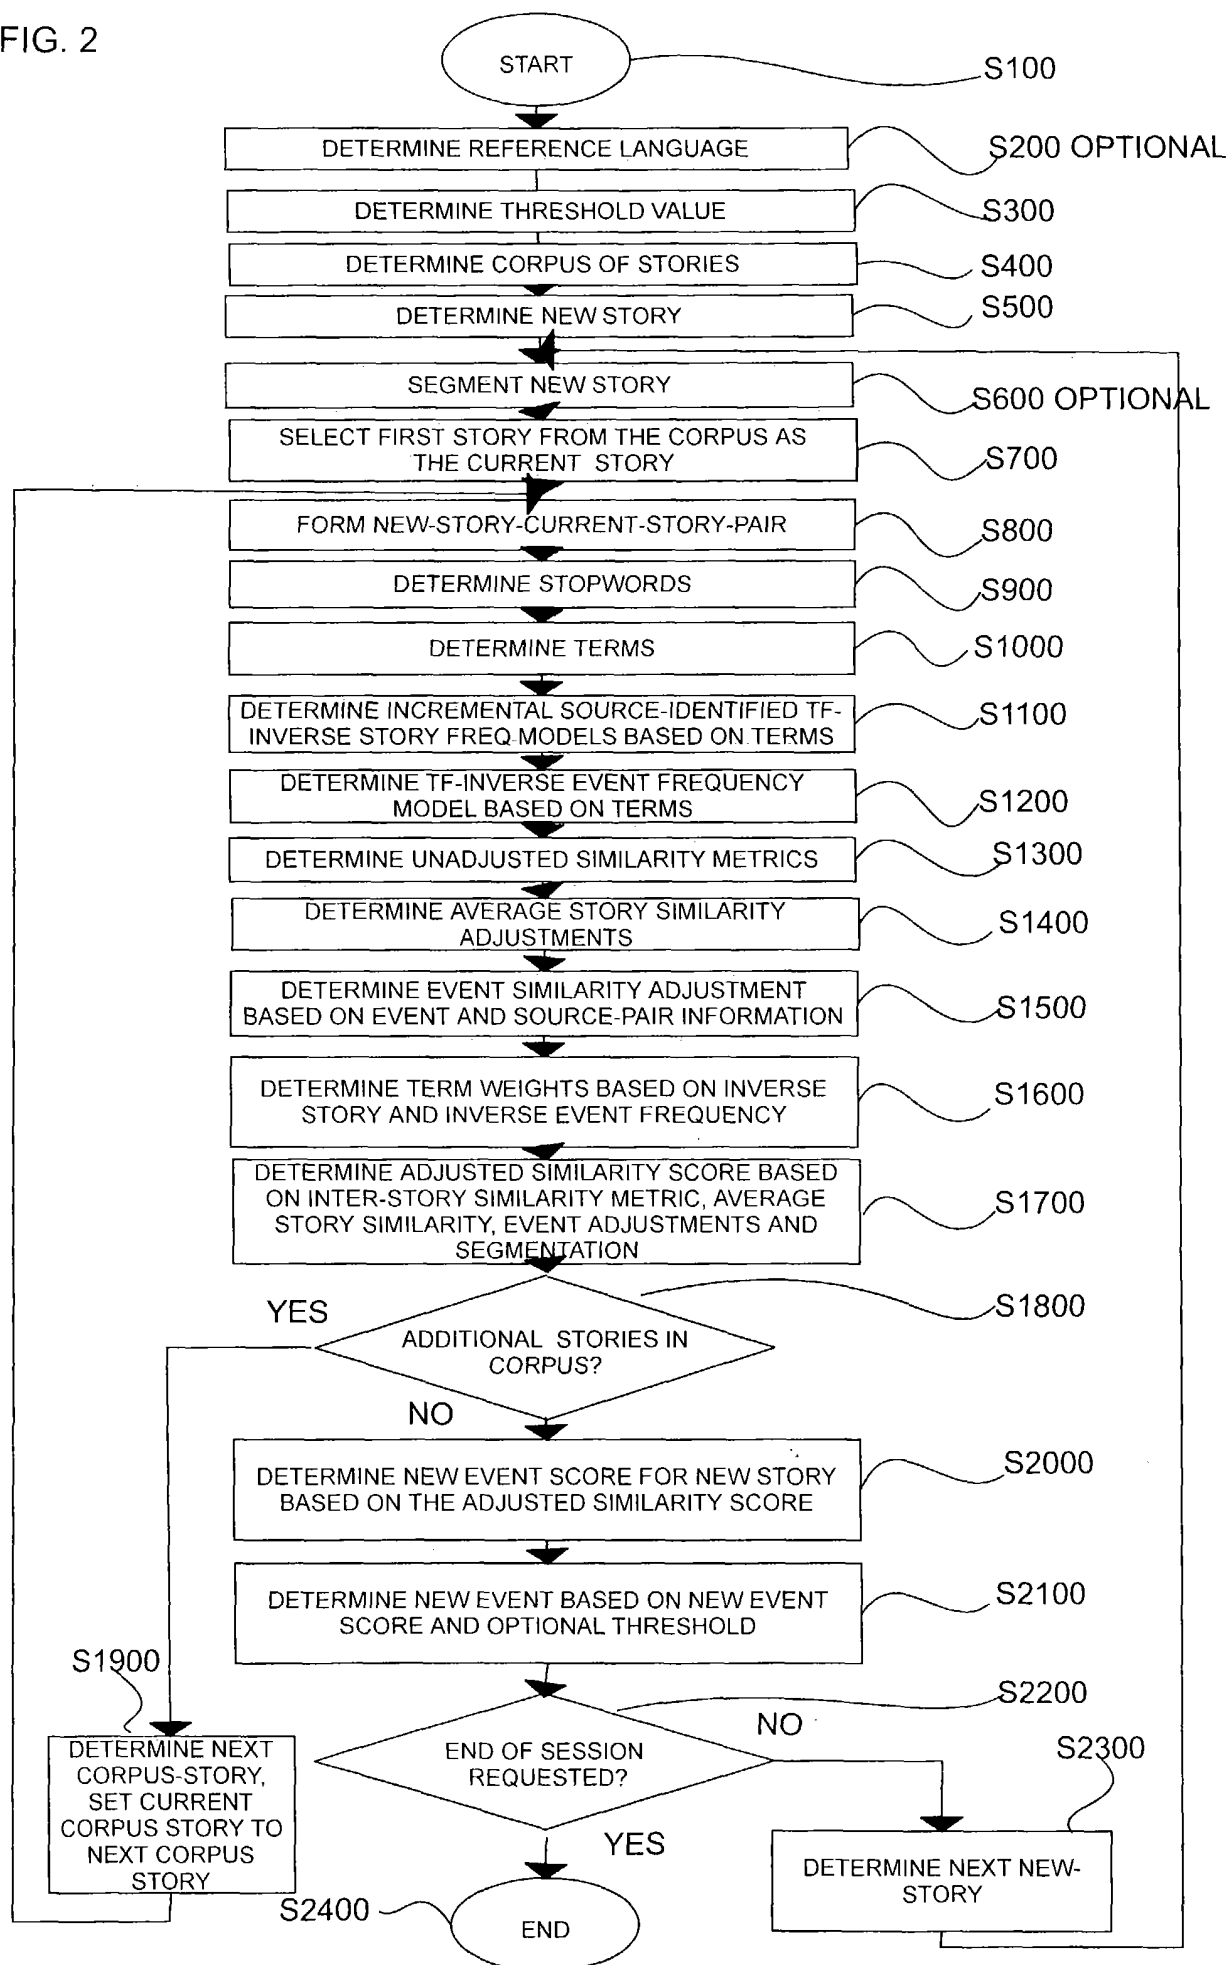 FIG. 2
START
S100
DETERMINE REFERENCE LANGUAGE
S200 OPTIONAL
DETERMINE THRESHOLD VALUE
S300
DETERMINE CORPUS OF STORIES
S400
DETERMINE NEW STORY
S500
SEGMENT NEW STORY
S600 OPTIONAL
SELECT FIRST STORY FROM THE CORPUS AS
THE CURRENT STORY
S700
FORM NEW-STORY-CURRENT-STORY-PAIR
S800
DETERMINE STOPWORDS
S900
DETERMINE TERMS
S1000
DETERMINE INCREMENTAL SOURCE-IDENTIFIED TF-
INVERSE STORY FREQ-MODELS BASED ON TERMS
S1100
DETERMINE TF-INVERSE EVENT FREQUENCY
MODEL BASED ON TERMS
S1200
DETERMINE UNADJUSTED SIMILARITY METRICS
S1300
DETERMINE AVERAGE STORY SIMILARITY
ADJUSTMENTS
S1400
DETERMINE EVENT SIMILARITY ADJUSTMENT
BASED ON EVENT AND SOURCE-PAIR INFORMATION
S1500
DETERMINE TERM WEIGHTS BASED ON INVERSE
STORY AND INVERSE EVENT FREQUENCY
S1600
DETERMINE ADJUSTED SIMILARITY SCORE BASED
ON INTER-STORY SIMILARITY METRIC, AVERAGE
STORY SIMILARITY, EVENT ADJUSTMENTS AND
SEGMENTATION
S1700
YES
ADDITIONAL STORIES IN
CORPUS?
S1800
NO
DETERMINE NEW EVENT SCORE FOR NEW STORY
BASED ON THE ADJUSTED SIMILARITY SCORE
S2000
DETERMINE NEW EVENT BASED ON NEW EVENT
SCORE AND OPTIONAL THRESHOLD
S2100
S1900
DETERMINE NEXT
CORPUS-STORY,
SET CURRENT
CORPUS STORY TO
NEXT CORPUS
STORY
END OF SESSION
REQUESTED?
S2200
NO
S2300
DETERMINE NEXT NEW-
STORY
YES
S2400
END